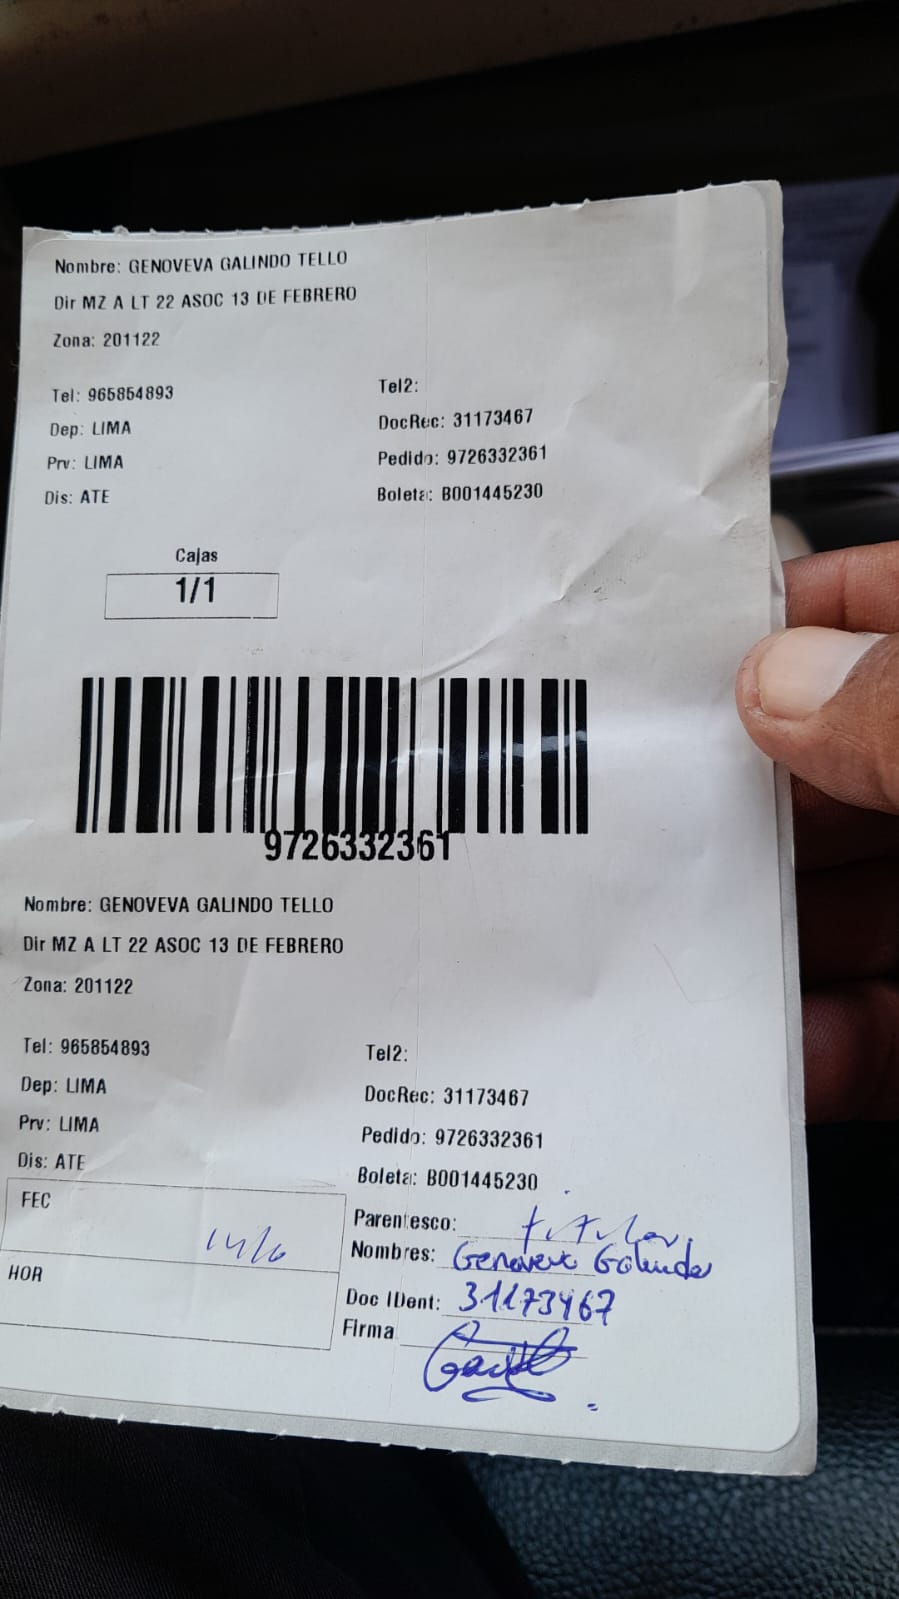 Nombre: GENOVEVA GALINDO TELLO
Dir MZ A LT 22 ASOC 13 DE FEBRERO
Zona: 201122
Tel: 965854893 Tel2:
Dep: LIMA DocRec: 31173467
Prv: LIMA Pedido: 9726332361
Dis: ATE Boleta: B001445230
Cajas
1/1
9726332361
Nombre: GENOVEVA GALINDO TELLO
Dir MZ A LT 22 ASOC 13 DE FEBRERO
Zona: 201122
Tel: 965854893 Tel2:
Dep: LIMA DocRec: 31173467
Prv: LIMA Pedido: 9726332361
Dis: ATE Boleta: B001445230
FEC Parentesco: titular
Nombres: Genoveva Galindo
HOR Doc IDent: 31173467
Firma